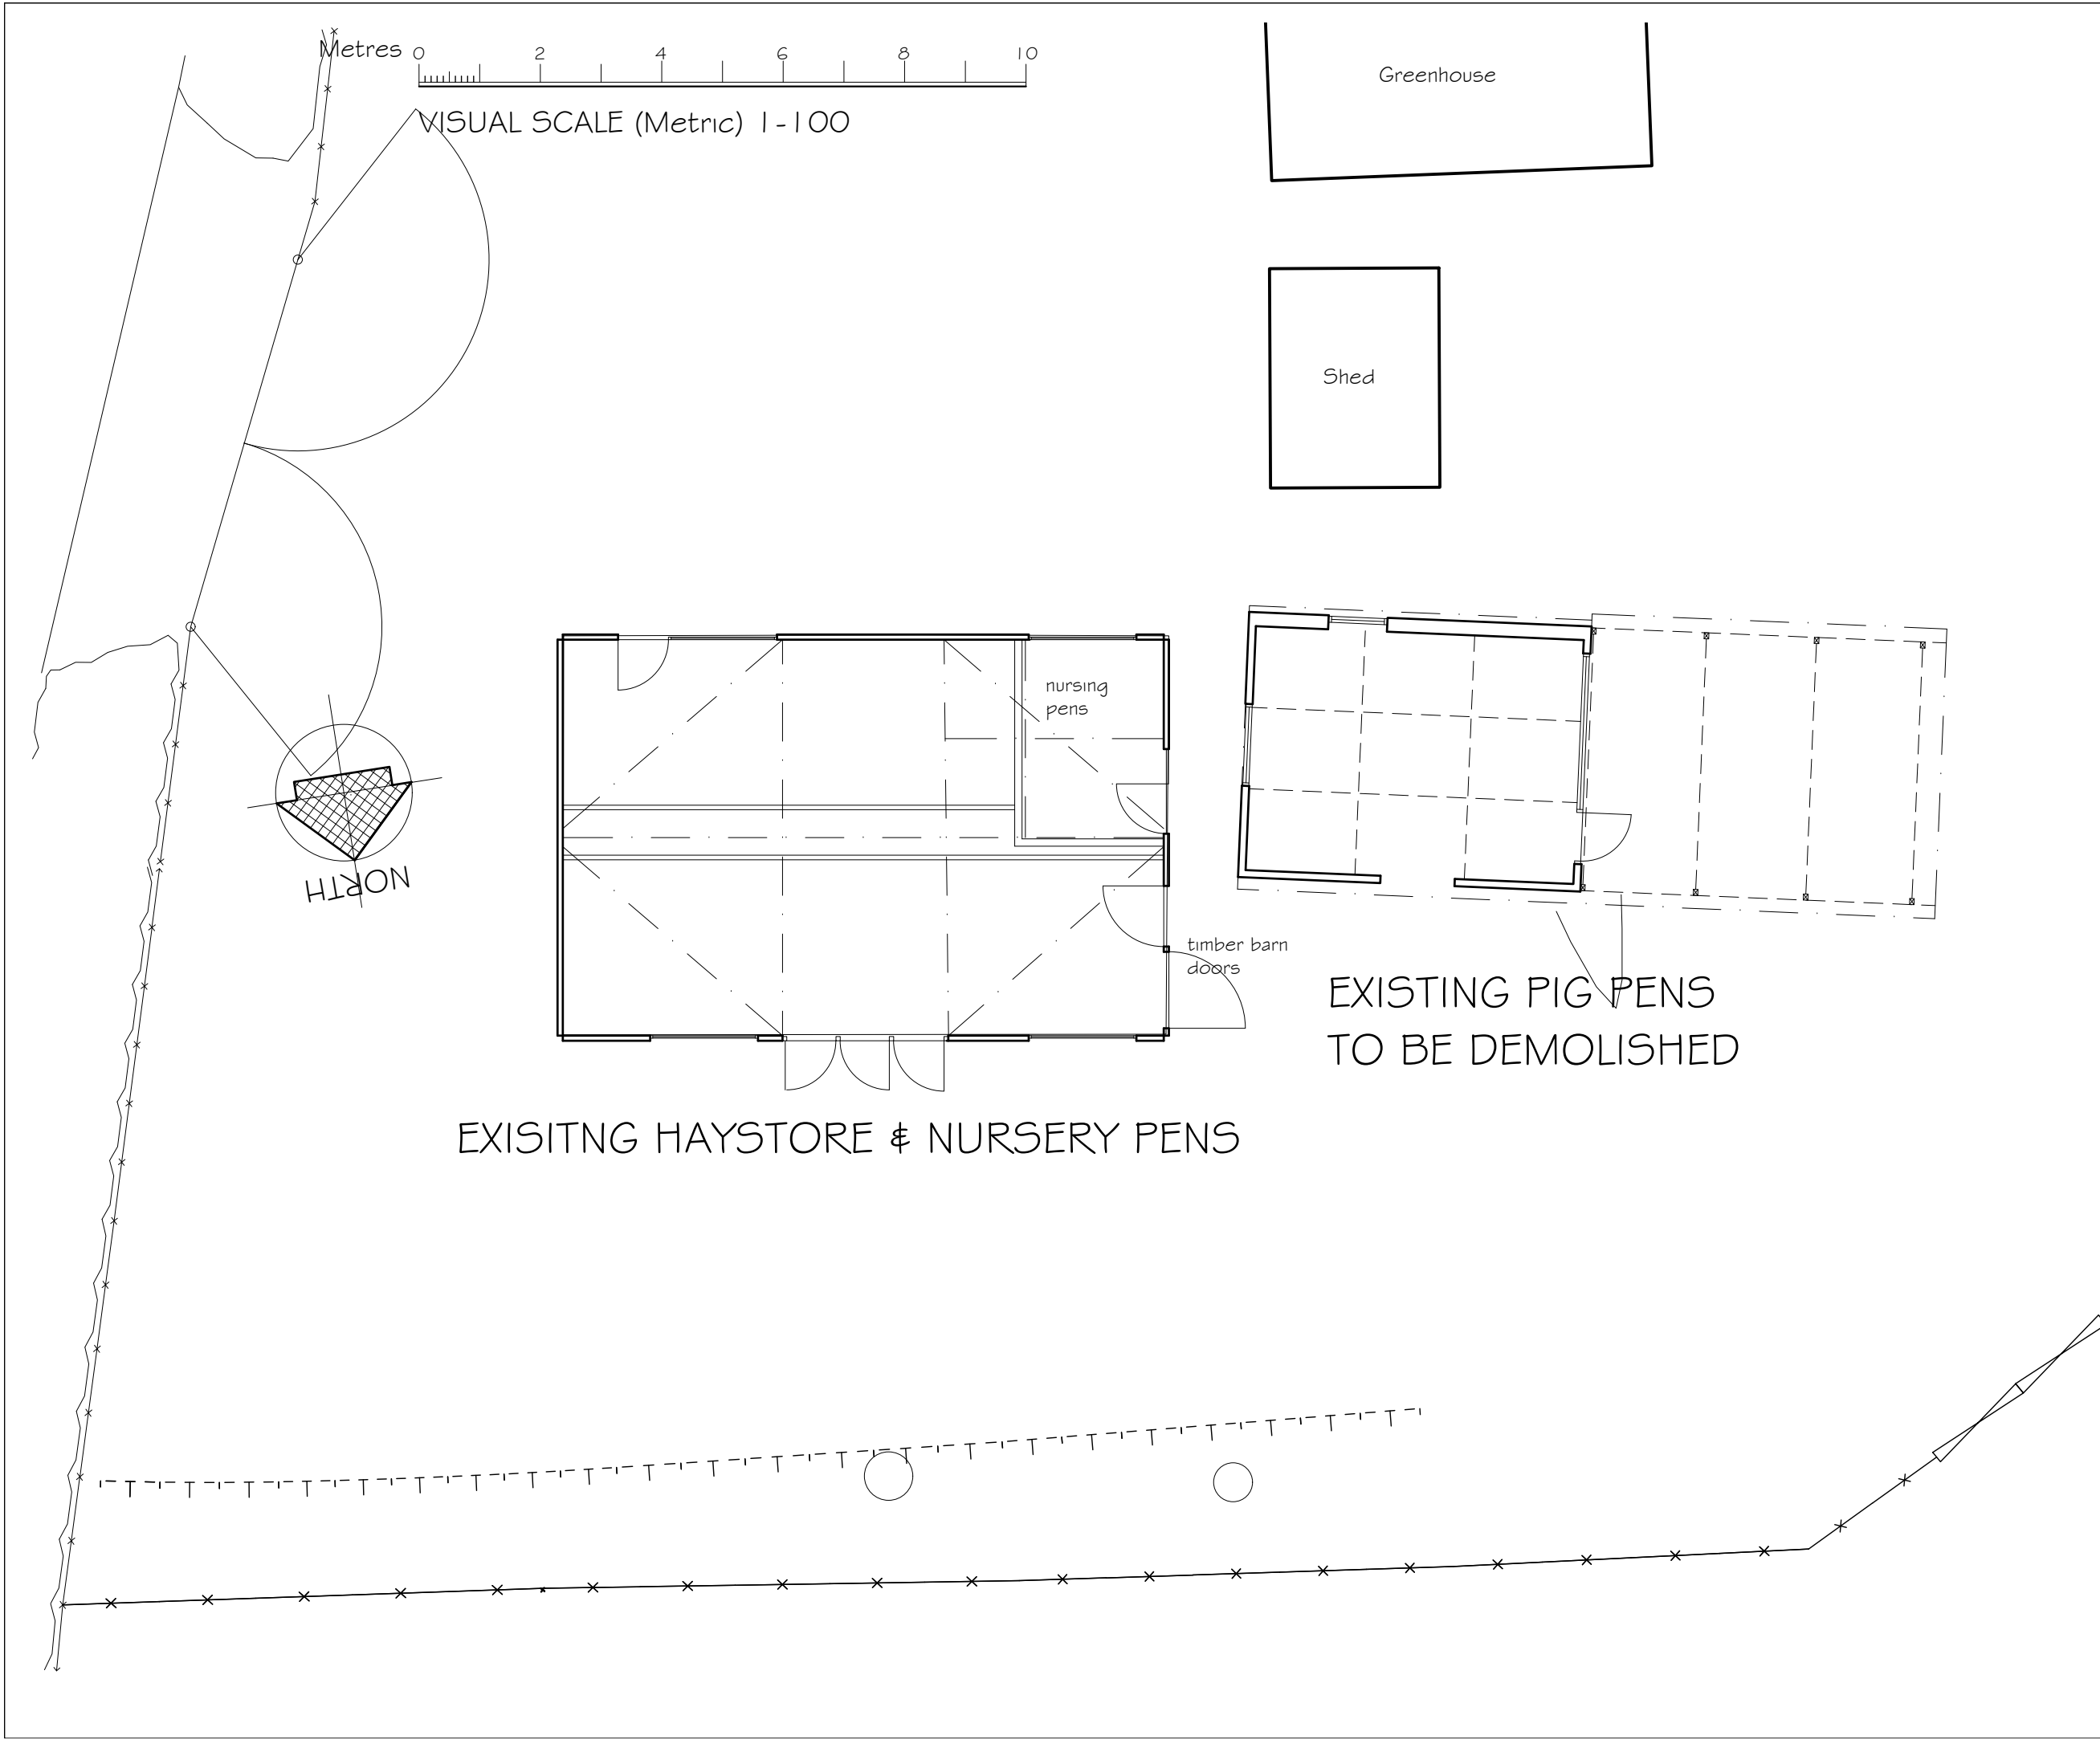 Metres 0 2 4 6 8 10
VISUAL SCALE (Metric) 1-100
Greenhouse
Shed
nursing
pens
NORTH
timber barn
doors
EXISTING PIG PENS
TO BE DEMOLISHED
EXISITNG HAYSTORE & NURSERY PENS